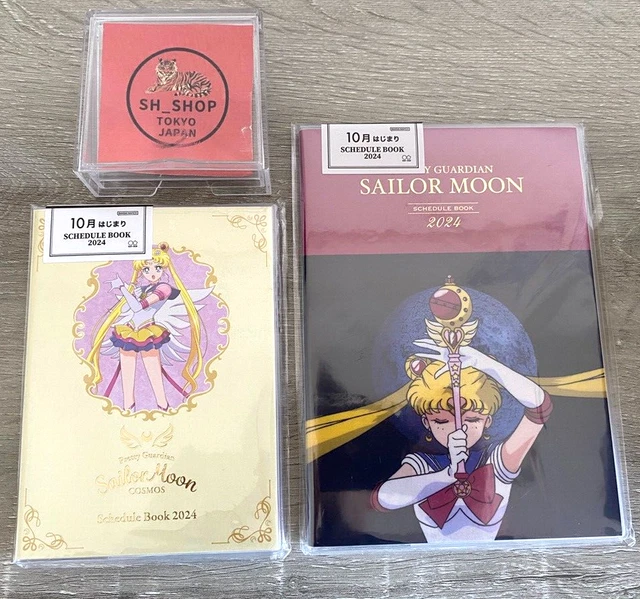 SH_SHOP
TOKYO
JAPAN
10月はじまり
SCHEDULE BOOK
2024
Pretty Guardian
Sailor Moon
COSMOS
Schedule Book 2024
10月はじまり
SCHEDULE BOOK
2024
GUARDIAN
SAILOR MOON
SCHEDULE BOOK
2024